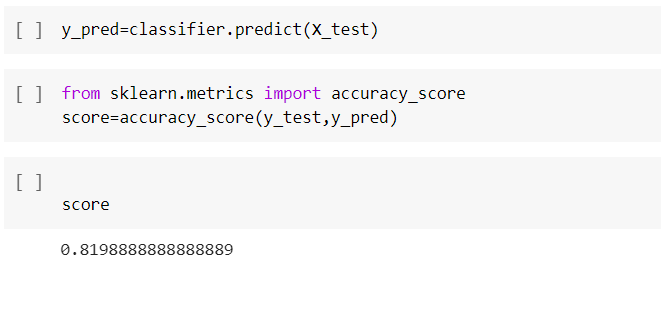 [ ] y_pred=classifier.predict(X_test)
[ ] from sklearn.metrics import accuracy_score
score=accuracy_score(y_test,y_pred)
[ ]
score
0.8198888888888889